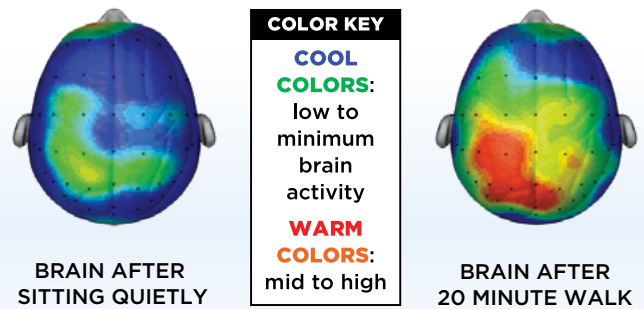 COLOR KEY
COOL
COLORS:
low to
minimum
brain
activity
WARM
COLORS:
mid to high
BRAIN AFTER
SITTING QUIETLY
BRAIN AFTER
20 MINUTE WALK